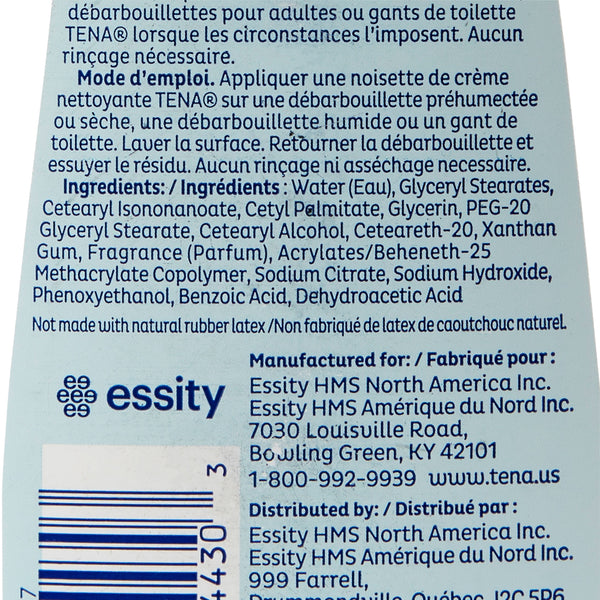 débarbouillettes pour adultes ou gants de toilette
TENA® lorsque les circonstances l'imposent. Aucun
rinçage nécessaire.
Mode d'emploi. Appliquer une noisette de crème
nettoyante TENA® sur une débarbouillette préhumectée
ou sèche, une débarbouillette humide ou un gant de
toilette. Laver la surface. Retourner la débarbouillette et
essuyer le résidu. Aucun rinçage ni asséchage necessaire.
Ingredients: / Ingrédients : Water (Eau), Glyceryl Stearates,
Cetearyl Isononanoate, Cetyl Palmitate, Glycerin, PEG-20
Glyceryl Stearate, Cetearyl Alcohol, Ceteareth-20, Xanthan
Gum, Fragrance (Parfum), Acrylates/Beheneth-25
Methacrylate Copolymer, Sodium Citrate, Sodium Hydroxide,
Phenoxyethanol, Benzoic Acid, Dehydroacetic Acid
Not made with natural rubber latex /Non fabriqué de latex de caoutchouc naturel.
essity
Manufactured for: / Fabriqué pour :
Essity HMS North America Inc.
Essity HMS Amérique du Nord Inc.
7030 Louisville Road,
Bowling Green, KY 42101
1-800-992-9939 www.tena.us
Distributed by: / Distribué par :
Essity HMS North America Inc.
Essity HMS Amérique du Nord Inc.
999 Farrell,
Drummondville, Québec, J2C 5P6
3
4430
7